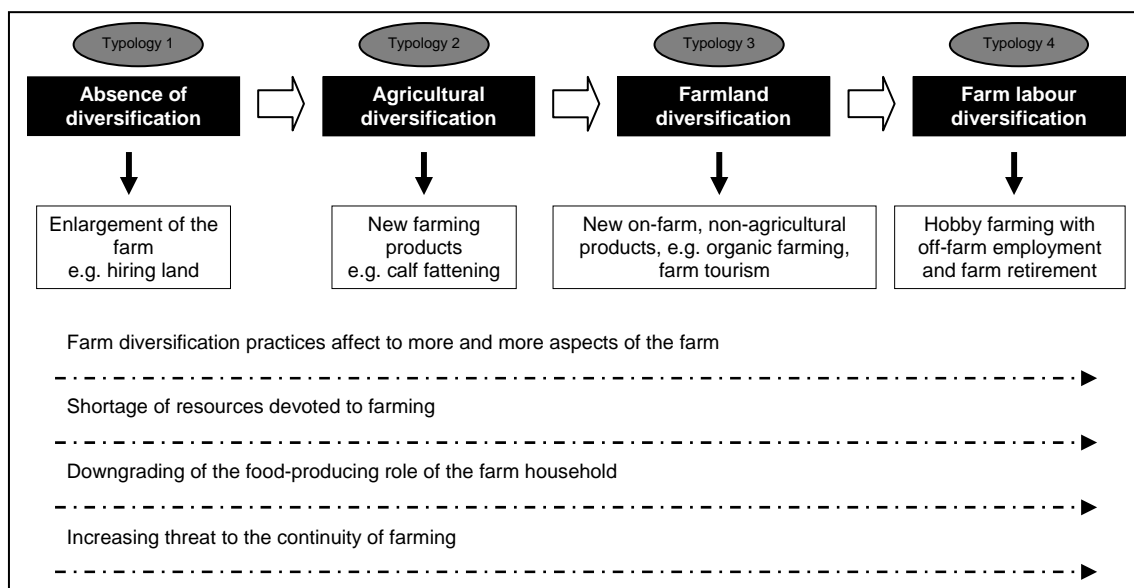 Typology 1
Typology 2
Typology 3
Typology 4
Absence of
diversification
Agricultural
diversification
Farmland
diversification
Farm labour
diversification
Enlargement of the
farm
e.g. hiring land
New farming
products
e.g. calf fattening
New on-farm, non-agricultural
products, e.g. organic farming,
farm tourism
Hobby farming with
off-farm employment
and farm retirement
Farm diversification practices affect to more and more aspects of the farm
Shortage of resources devoted to farming
Downgrading of the food-producing role of the farm household
Increasing threat to the continuity of farming